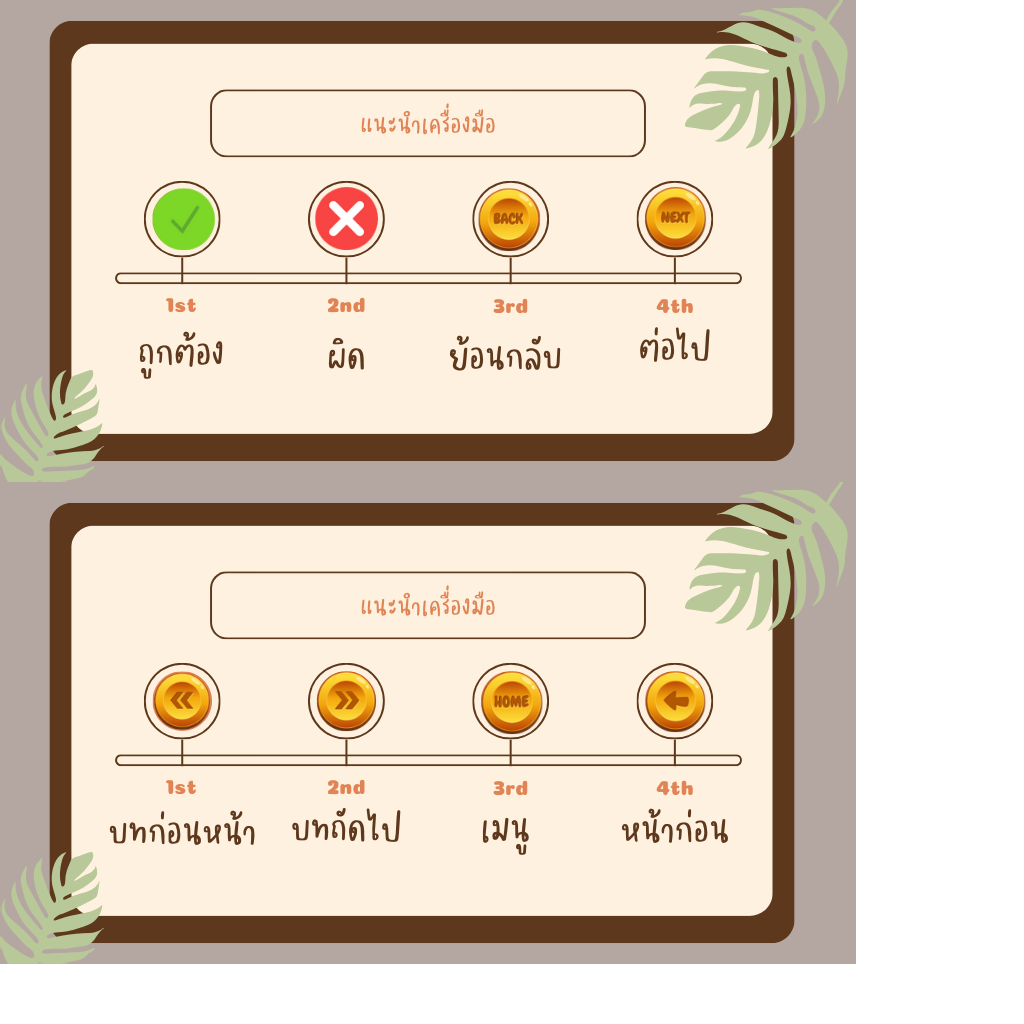 แนะนำเครื่องมือ
BACK
NEXT
1st
2nd
3rd
4th
ถูกต้อง
ผิด
ย้อนกลับ
ต่อไป
แนะนำเครื่องมือ
HOME
1st
2nd
3rd
4th
บทก่อนหน้า
บทถัดไป
เมนู
หน้าก่อน